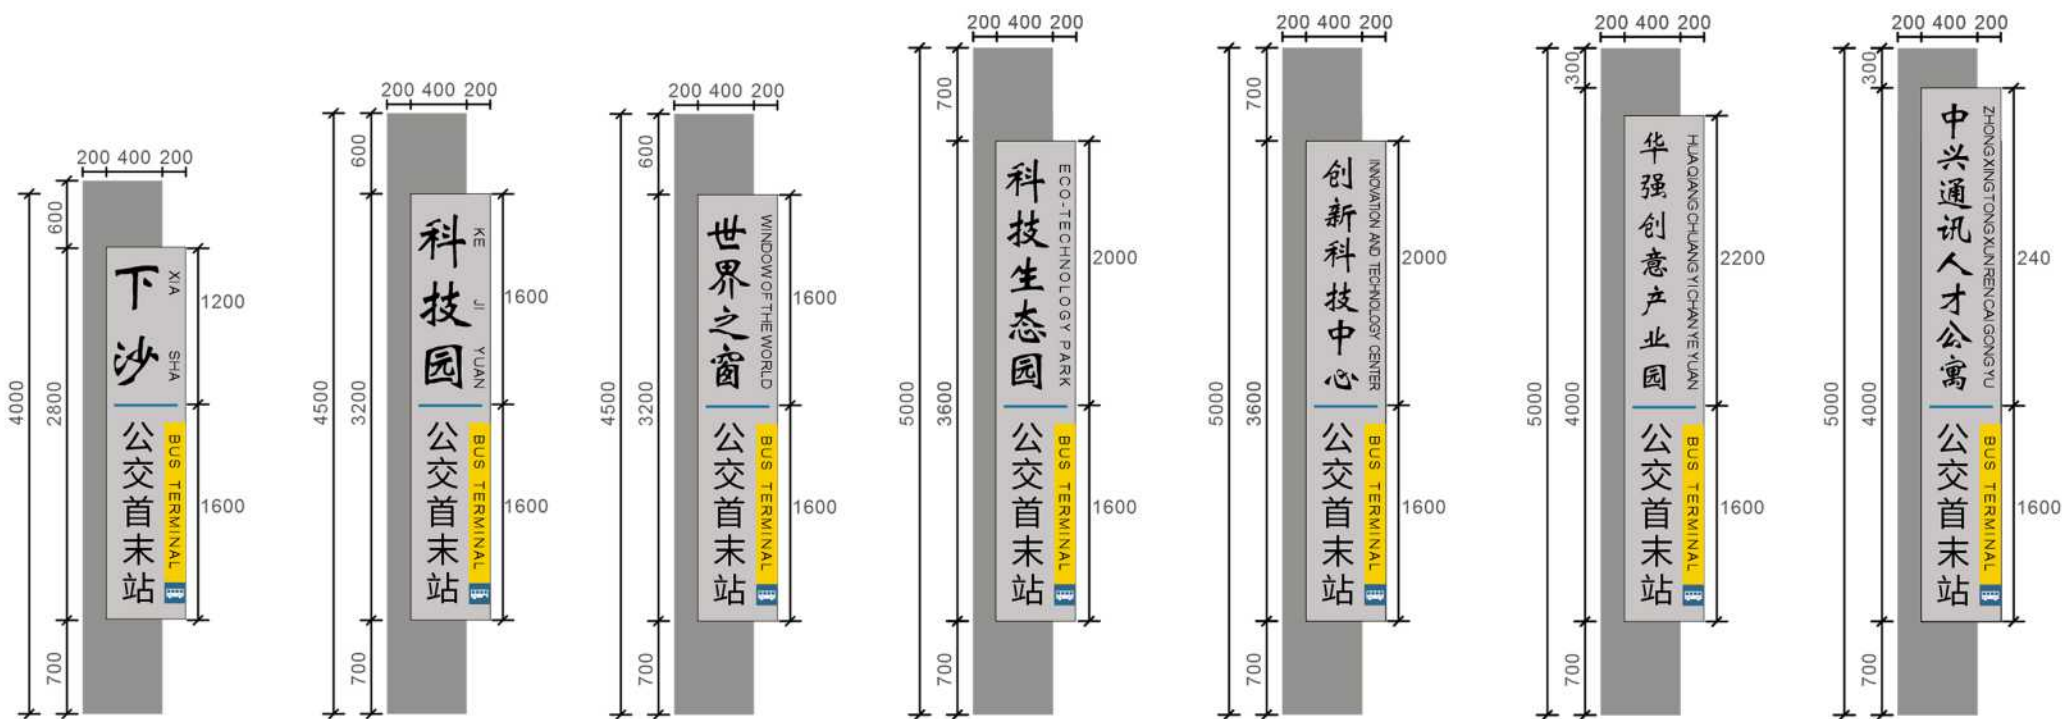 200 400 200
4000
600
2800
700
下沙
XIA SHA
1200
公交首末站
BUS TERMINAL
1600
200 400 200
4500
600
3200
700
科技园
KE JI YUAN
1600
公交首末站
BUS TERMINAL
1600
200 400 200
4500
600
3200
700
世界之窗
WINDOW OF THE WORLD
1600
公交首末站
BUS TERMINAL
1600
200 400 200
5000
700
3600
700
科技生态园
ECO-TECHNOLOGY PARK
2000
公交首末站
BUS TERMINAL
1600
200 400 200
5000
700
3600
700
创新科技中心
INNOVATION AND TECHNOLOGY CENTER
2000
公交首末站
BUS TERMINAL
1600
200 400 200
5000
300
4000
700
华强创意产业园
HUA QIANG CHUANG YI CHAN YE YUAN
2200
公交首末站
BUS TERMINAL
1600
200 400 200
5000
300
4000
700
中兴通讯人才公寓
ZHONG XING TONG XUN REN CAI GONG YU
240
公交首末站
BUS TERMINAL
1600